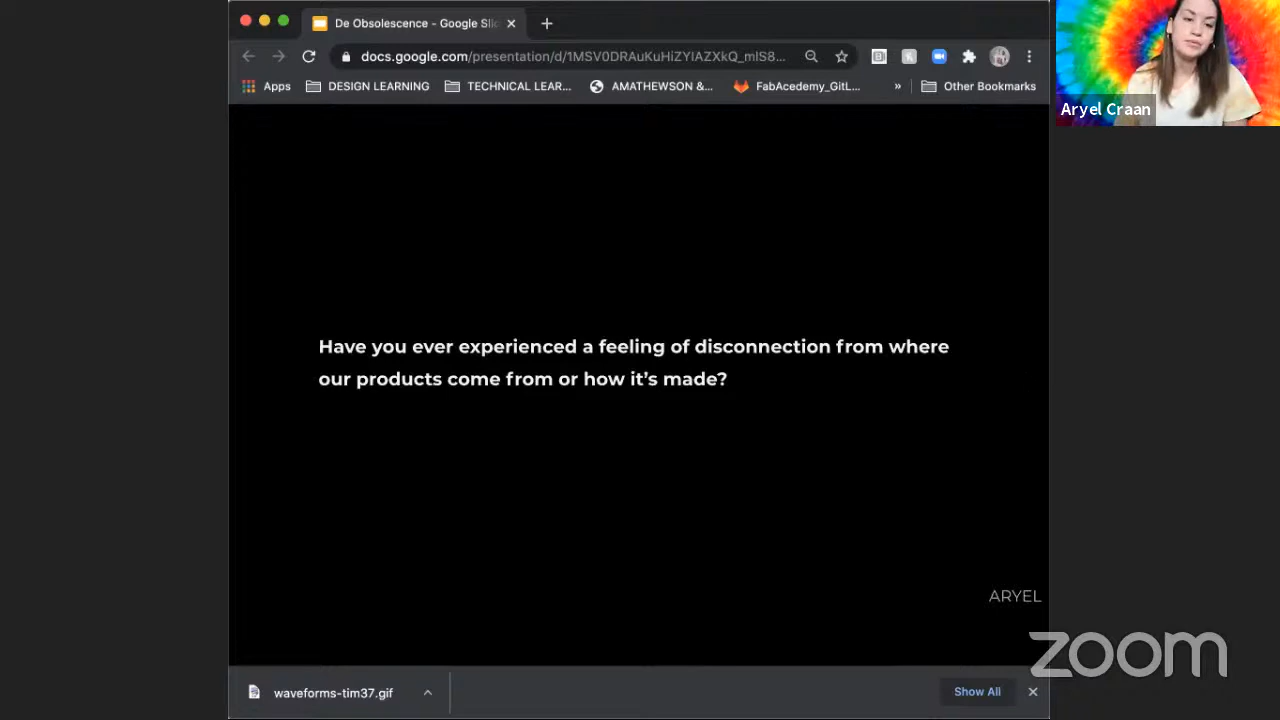 De Obsolescence - Google Slic
docs.google.com/presentation/d/1MSV0DRAuKuHiZYIAZXkQ_mIS8...
Apps DESIGN LEARNING TECHNICAL LEAR... AMATHEWSON &... FabAcedemy_GitL... » Other Bookmarks
Aryel Craan
Have you ever experienced a feeling of disconnection from where
our products come from or how it's made?
ARYEL
zoom
waveforms-tim37.gif
Show All